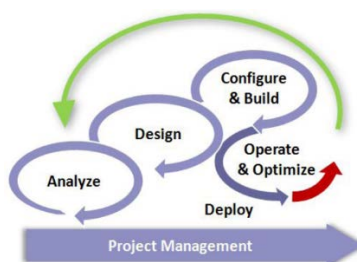 Configure
& Build
Design
Operate
& Optimize
Analyze
Deploy
Project Management